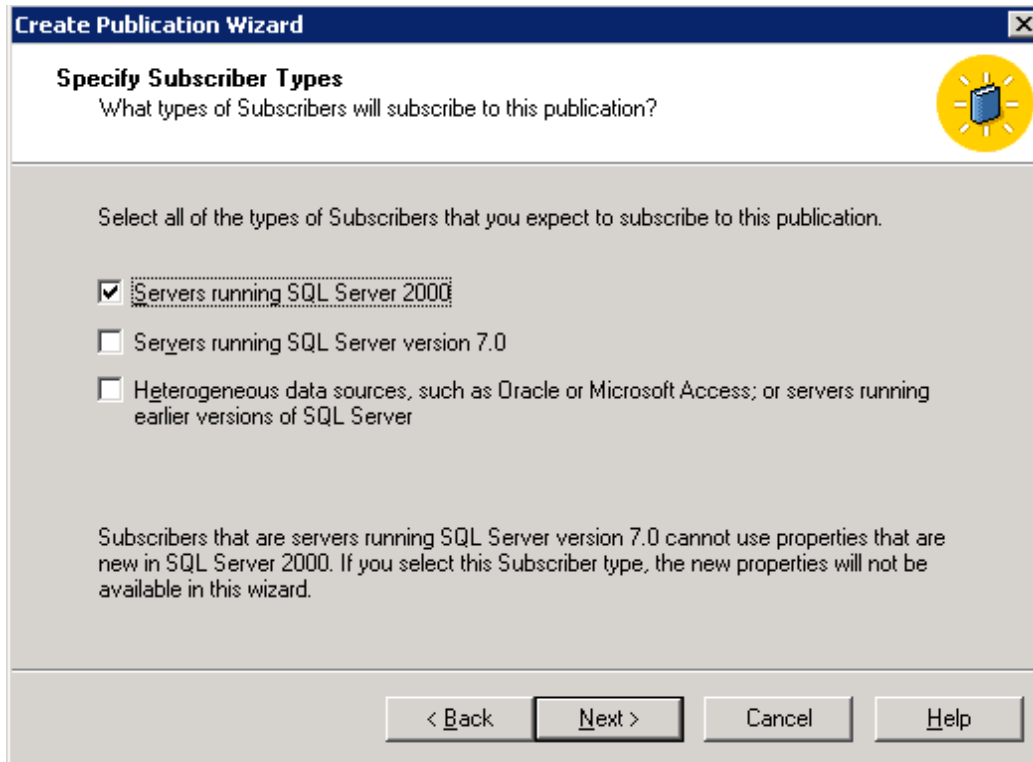 Create Publication Wizard
Specify Subscriber Types
What types of Subscribers will subscribe to this publication?
Select all of the types of Subscribers that you expect to subscribe to this publication.
Servers running SQL Server 2000
Servers running SQL Server version 7.0
Heterogeneous data sources, such as Oracle or Microsoft Access; or servers running
earlier versions of SQL Server
Subscribers that are servers running SQL Server version 7.0 cannot use properties that are
new in SQL Server 2000. If you select this Subscriber type, the new properties will not be
available in this wizard.
< Back Next > Cancel Help